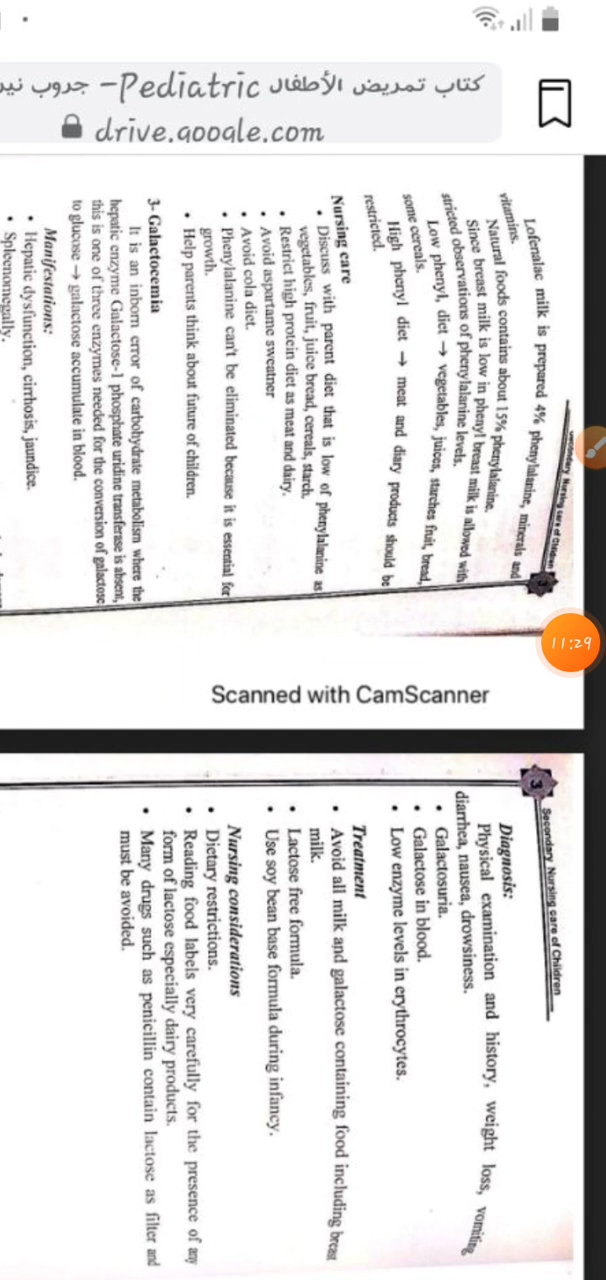 كتاب تمريض الأطفال Pediatric- جروب نير
drive.google.com
11:29
Secondary Nursing care of Children
3
Lofenalac milk is prepared 4% phenylalanine, minerals and
vitamins.
Natural foods contains about 15% phenylalanine.
Since breast milk is low in phenyl breast milk is allowed with
stricted observations of phenylalanine levels.
Low phenyl, diet → vegetables, juices, starches fruit, bread,
some cereals.
High phenyl diet → meat and diary products should be
restricted.
Nursing care
• Discuss with parent diet that is low of phenylalanine as
vegetables, fruit, juice bread, cereals, starch.
• Restrict high protein diet as meat and dairy.
• Avoid aspartame sweatner
• Avoid cola diet.
• Phenylalanine can't be eliminated because it is essential for
growth.
• Help parents think about future of children.
3- Galactocemia
It is an inborn error of carbohydrate metabolism where the
hepatic enzyme Galactose-1 phosphate uridine transferase is absent,
this is one of three enzymes needed for the conversion of galactose
to glucose → galactose accumulate in blood.
Manifestations:
• Hepatic dysfunction, cirrhosis, jaundice.
• Spleenomegally.
Scanned with CamScanner
3
Secondary Nursing care of Children
Diagnosis:
Physical examination and history, weight loss, vomiting
diarrhea, nausea, drowsiness.
• Galactosuria.
• Galactose in blood.
• Low enzyme levels in erythrocytes.
Treatment
• Avoid all milk and galactose containing food including breast
milk.
• Lactose free formula.
• Use soy bean base formula during infancy.
Nursing considerations
• Dietary restrictions.
• Reading food labels very carefully for the presence of any
form of lactose especially dairy products.
• Many drugs such as penicillin contain lactose as filter and
must be avoided.